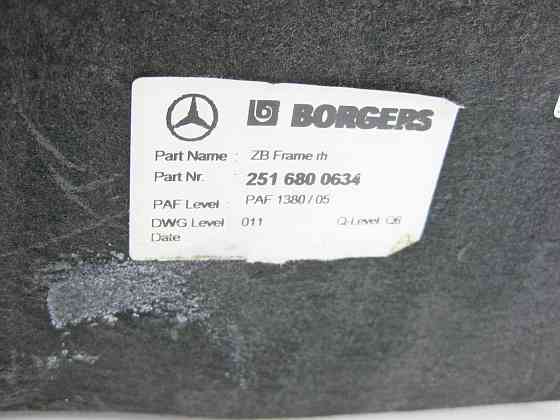 BORGERS
Part Name : ZB Frame rh
Part Nr. : 251 680 0634
PAF Level : PAF 1380 / 05
DWG Level 011 Q-Level Q6
Date